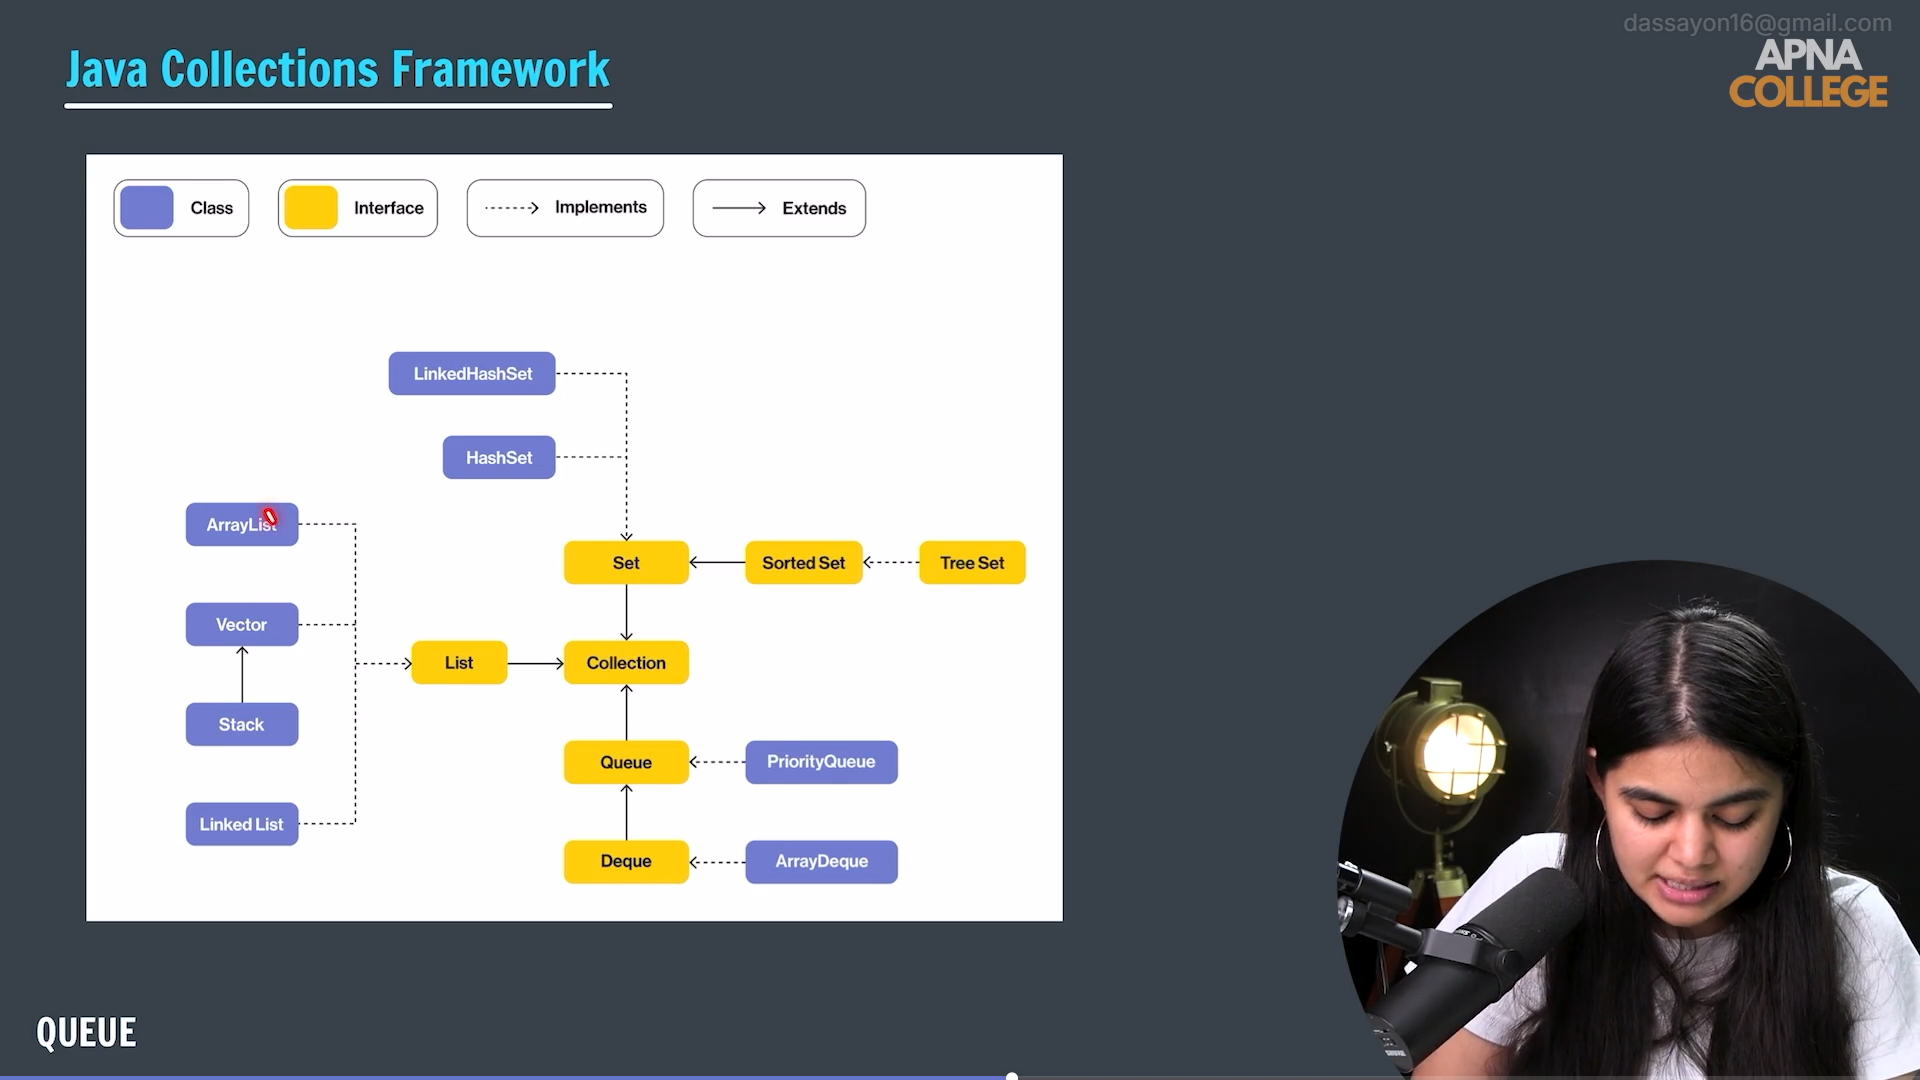 dassayon16@gmail.com
APNA
COLLEGE
Java Collections Framework
Class
Interface
Implements
Extends
LinkedHashSet
HashSet
ArrayList
Set
Sorted Set
Tree Set
Vector
List
Collection
Stack
Queue
PriorityQueue
Linked List
Deque
ArrayDeque
QUEUE